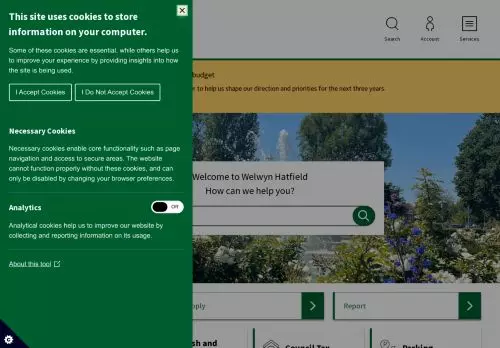 This site uses cookies to store
information on your computer.
Some of these cookies are essential, while others help us
to improve your experience by providing insights into how
the site is being used.
I Accept Cookies
I Do Not Accept Cookies
Necessary Cookies
Necessary cookies enable core functionality such as page
navigation and access to secure areas. The website
cannot function properly without these cookies, and can
only be disabled by changing your browser preferences.
Analytics
Off
Analytical cookies help us to improve our website by
collecting and reporting information on its usage.
About this tool
Search
Account
Services
budget
to help us shape our direction and priorities for the next three years.
Welcome to Welwyn Hatfield
How can we help you?
Report
and
Council Tax
Parking